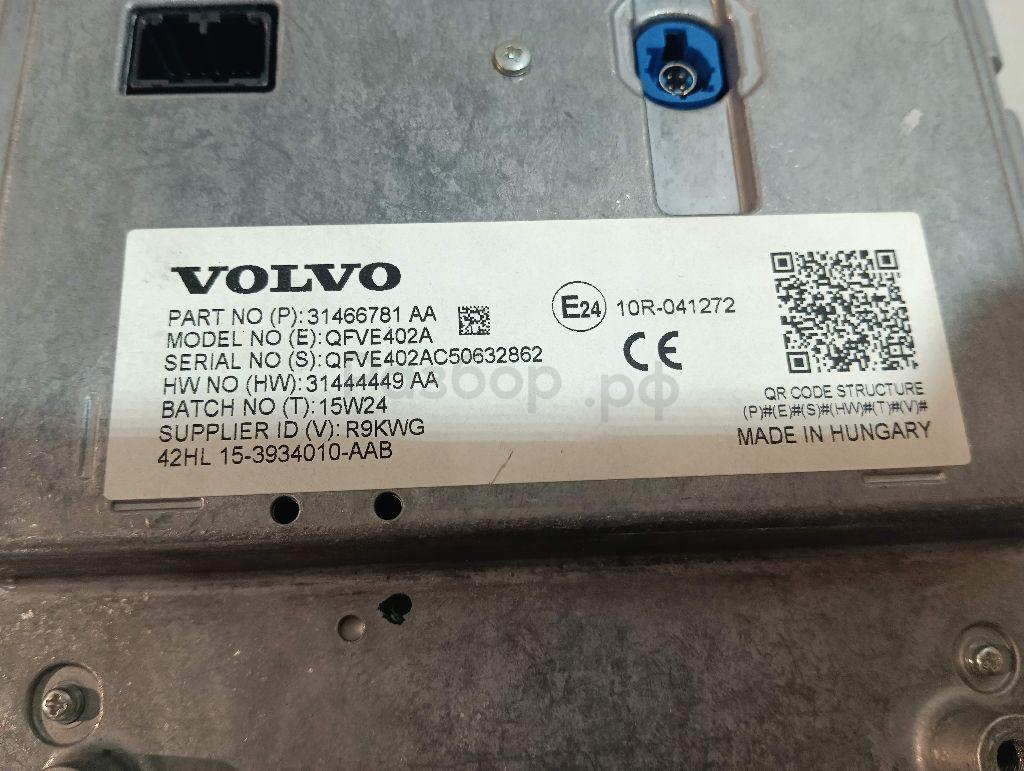 VOLVO
PART NO (P): 31466781 AA
MODEL NO (E): QFVE402A
SERIAL NO (S): QFVE402AC50632862
HW NO (HW): 31444449 AA
BATCH NO (T): 15W24
SUPPLIER ID (V): R9KWG
42HL 15-3934010-AAB
E24 10R-041272
CE
QR CODE STRUCTURE
(P)#(E)#(S)#(HW)#(T)#(V)#
MADE IN HUNGARY
.рф